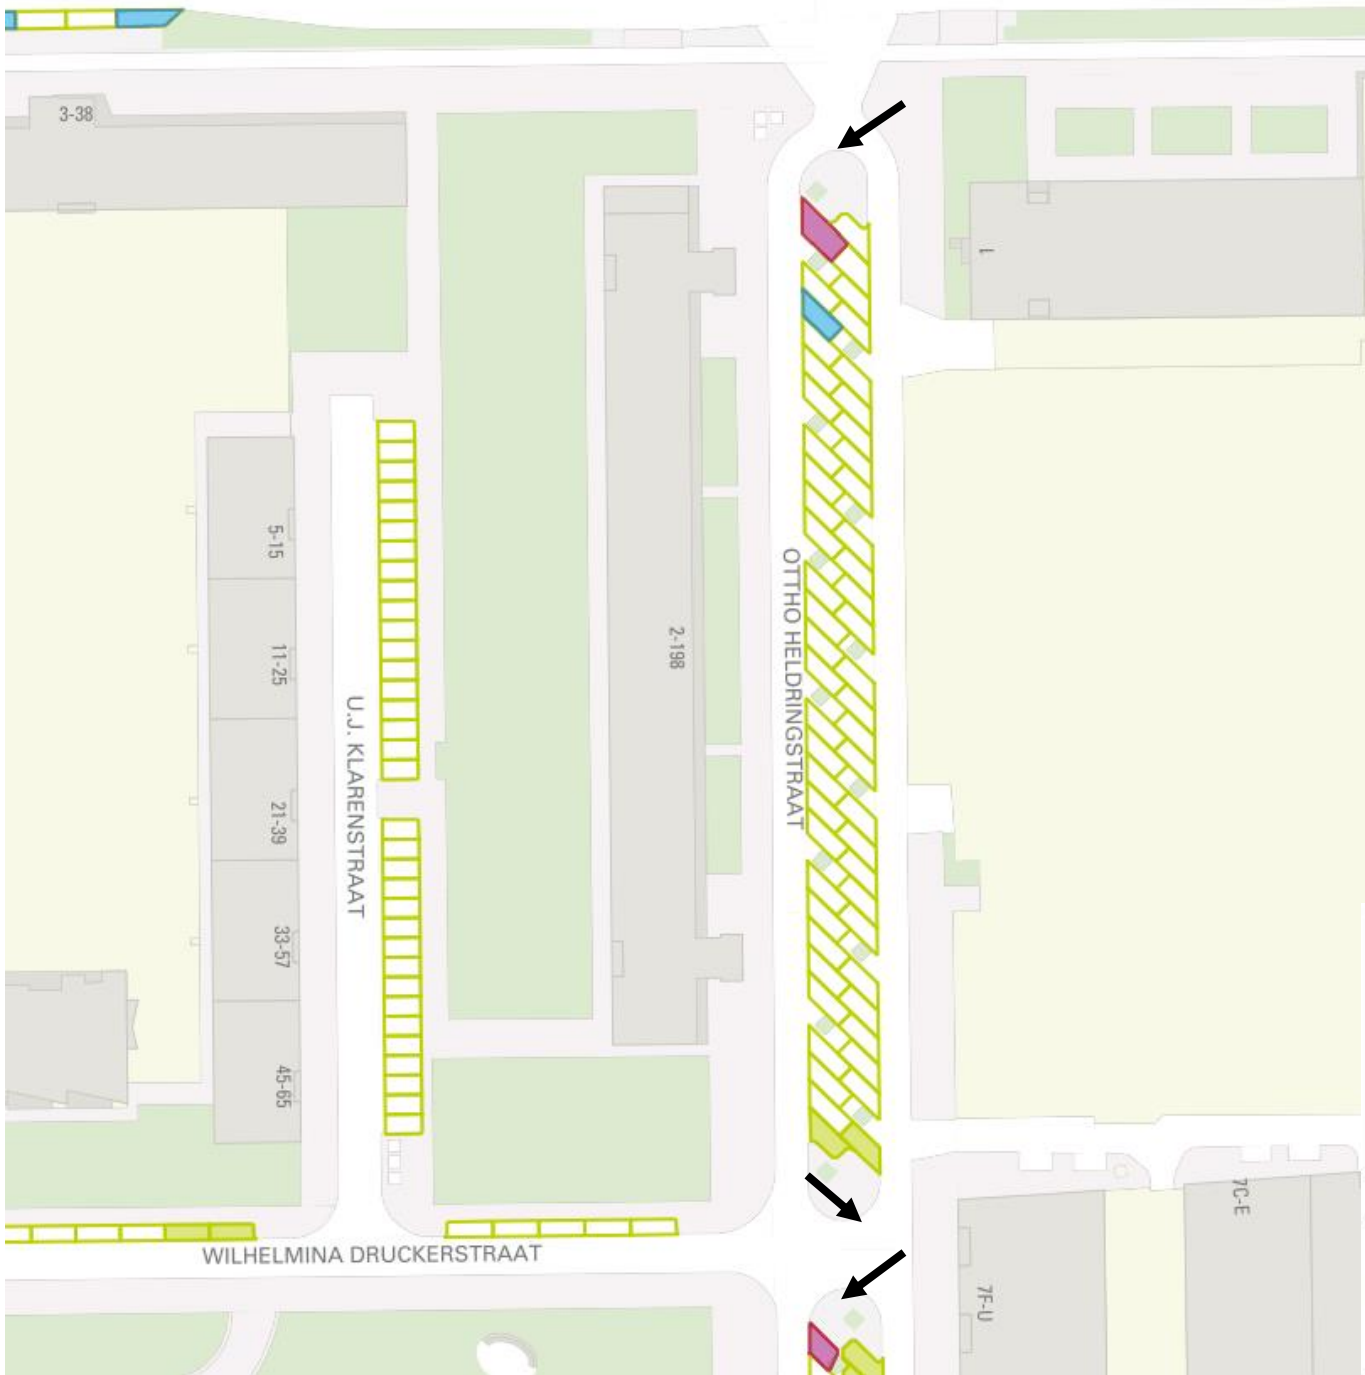 3-38
1
5-15
OTTHO HELDRINGSTRAAT
2-198
11-25
U.J. KLARENSTRAAT
21-39
33-57
45-65
7C-E
WILHELMINA DRUCKERSTRAAT
7F-U